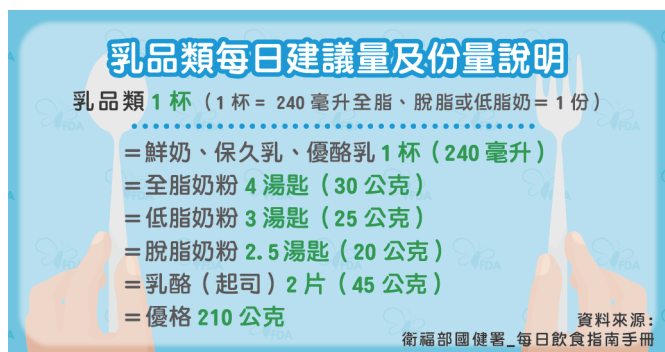 乳品類每日建議量及份量說明
乳品類 1 杯（1 杯 = 240 毫升全脂、脫脂或低脂奶＝ 1 份）
＝鮮奶、保久乳、優酪乳 1 杯（240 毫升）
＝全脂奶粉 4 湯匙（30 公克）
＝低脂奶粉 3 湯匙（25 公克）
＝脫脂奶粉 2.5 湯匙（20 公克）
＝乳酪（起司）2 片（45 公克）
＝優格 210 公克
資料來源：
衛福部國健署_每日飲食指南手冊
FDA
FDA
FDA
FDA